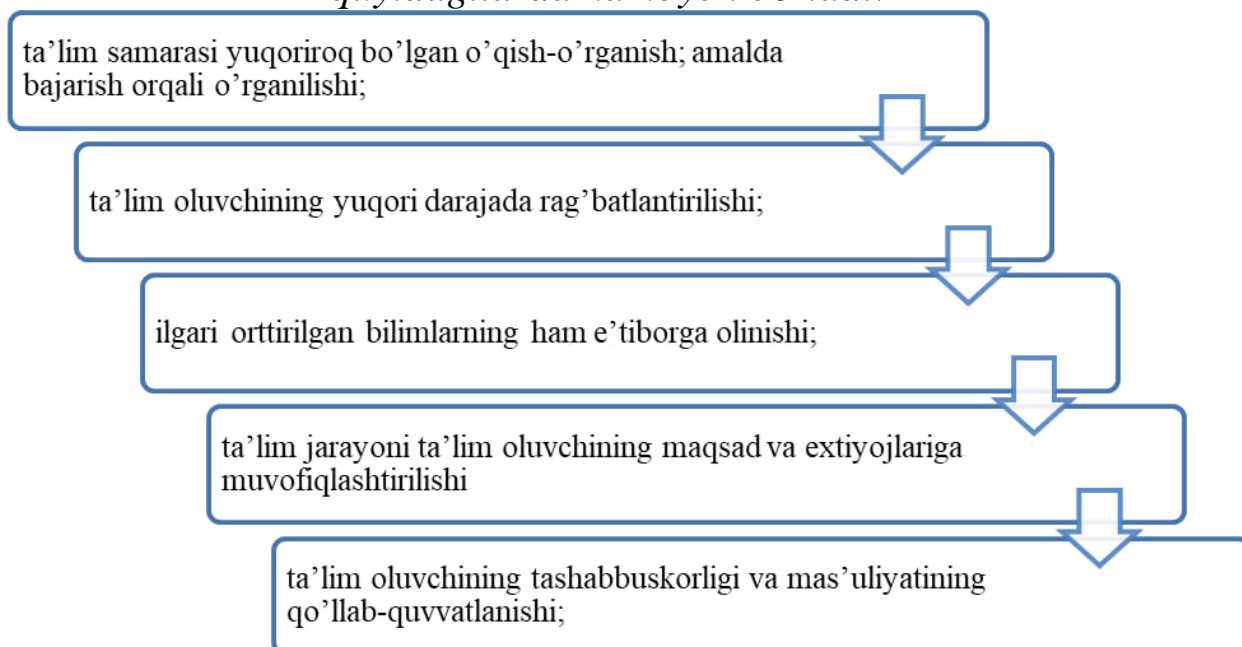 ta’lim samarasi yuqoriroq bo’lgan o’qish-o’rganish; amalda
bajarish orqali o’rganilishi;
ta’lim oluvchining yuqori darajada rag’batlantirilishi;
ilgari orttirilgan bilimlarning ham e’tiborga olinishi;
ta’lim jarayoni ta’lim oluvchining maqsad va extiyojlariga
muvofiqlashtirilishi
ta’lim oluvchining tashabbuskorligi va mas’uliyatining
qo’llab-quvvatlanishi;